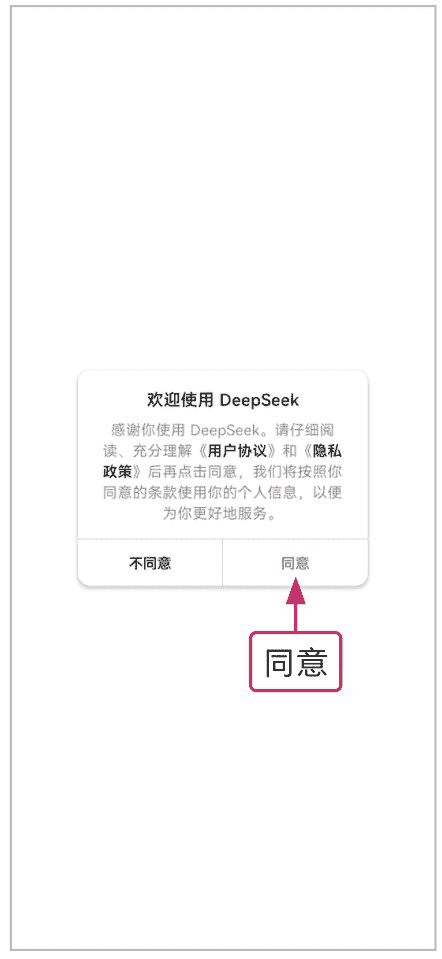 欢迎使用 DeepSeek
感谢你使用 DeepSeek。请仔细阅
读、充分理解《用户协议》和《隐私
政策》后再点击同意，我们将按照你
同意的条款使用你的个人信息，以便
为你更好地服务。
不同意
同意
同意